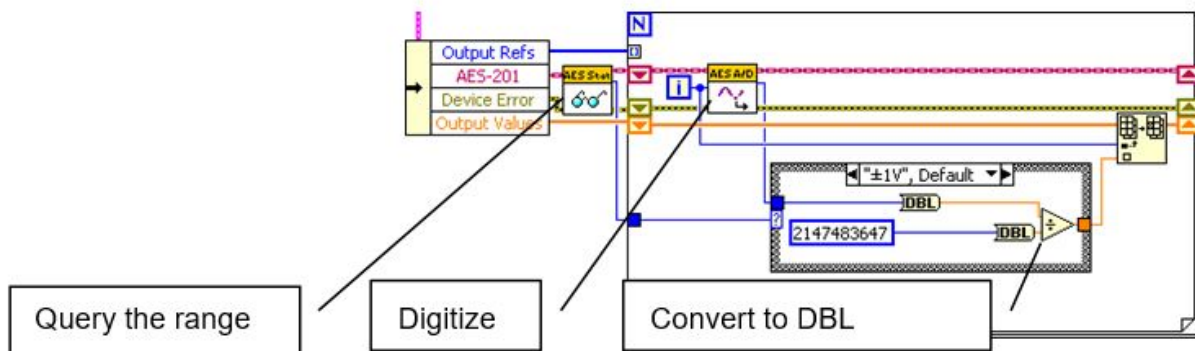 N
Output Refs
AES-201
Device Error
Output Values
AES Stat
i
AES A/D
"±1V", Default
?
2147483647
DBL
DBL
÷
Query the range
Digitize
Convert to DBL